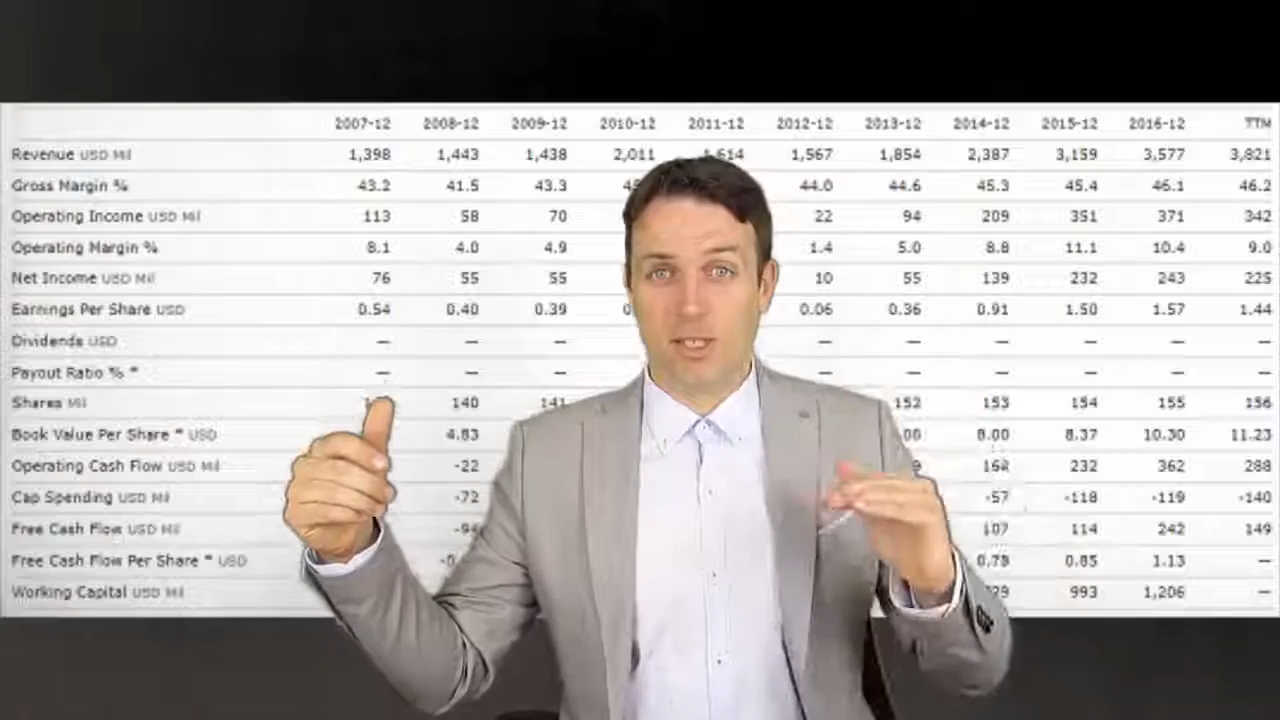 2007-12 2008-12 2009-12 2010-12 2011-12 2012-12 2013-12 2014-12 2015-12 2016-12 TTM
Revenue USD Mil 1,398 1,443 1,438 2,011 1,614 1,567 1,854 2,387 3,159 3,577 3,821
Gross Margin % 43.2 41.5 43.3 44.0 44.6 45.3 45.4 46.1 46.2
Operating Income USD Mil 113 58 70 22 94 209 351 371 342
Operating Margin % 8.1 4.0 4.9 1.4 5.0 8.8 11.1 10.4 9.0
Net Income USD Mil 76 55 55 10 55 139 232 243 225
Earnings Per Share USD 0.54 0.40 0.39 0.06 0.36 0.91 1.50 1.57 1.44
Dividends USD — — — — — — — — —
Payout Ratio % * — — — — — — — — —
Shares Mil 140 141 152 153 154 155 156
Book Value Per Share * USD 4.83 8.00 8.37 10.30 11.23
Operating Cash Flow USD Mil -22 232 362 288
Cap Spending USD Mil -72 -57 -118 -119 -140
Free Cash Flow USD Mil -94 107 114 242 149
Free Cash Flow Per Share * USD 0.78 0.85 1.13 —
Working Capital USD Mil 993 1,206 —